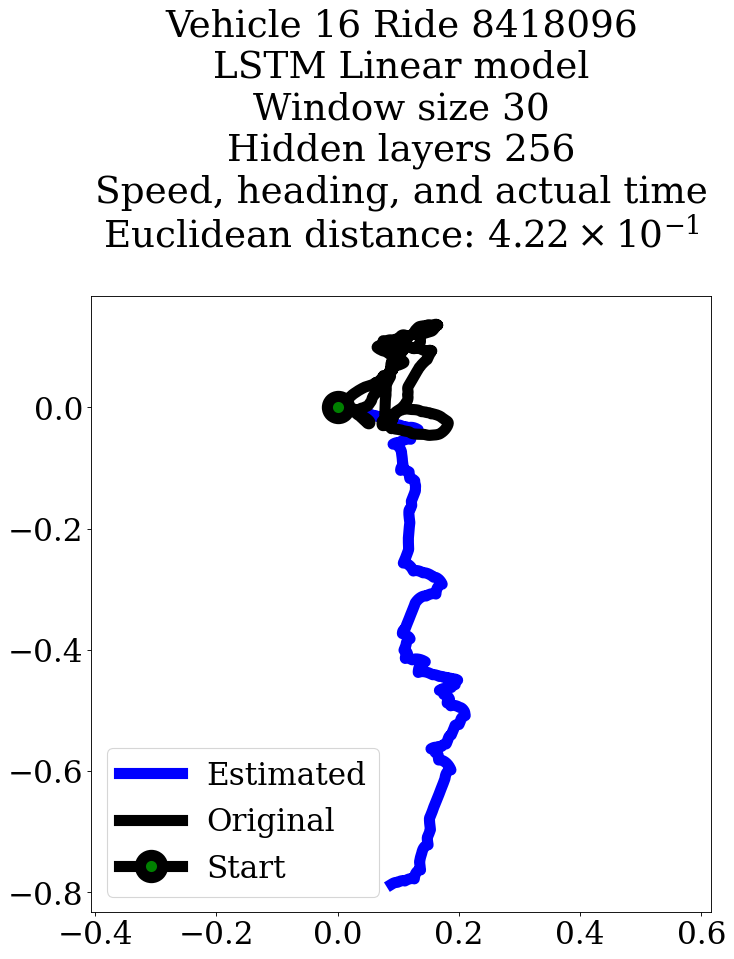 Vehicle 16 Ride 8418096
LSTM Linear model
Window size 30
Hidden layers 256
Speed, heading, and actual time
Euclidean distance: 4.22 × 10⁻¹
0.0
−0.2
−0.4
−0.6
−0.8
Estimated
Original
Start
−0.4 −0.2 0.0 0.2 0.4 0.6